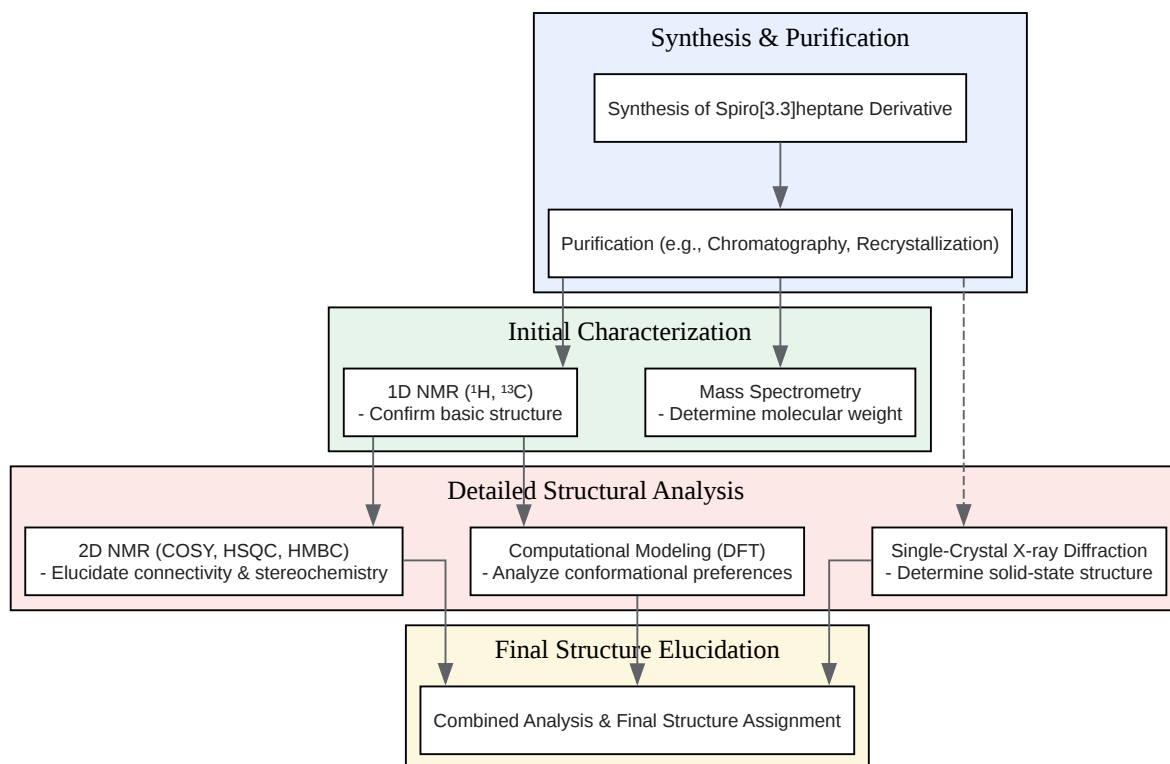 Synthesis & Purification
Synthesis of Spiro[3.3]heptane Derivative
Purification (e.g., Chromatography, Recrystallization)
Initial Characterization
1D NMR (¹H, ¹³C)
- Confirm basic structure
Mass Spectrometry
- Determine molecular weight
Detailed Structural Analysis
2D NMR (COSY, HSQC, HMBC)
- Elucidate connectivity & stereochemistry
Computational Modeling (DFT)
- Analyze conformational preferences
Single-Crystal X-ray Diffraction
- Determine solid-state structure
Final Structure Elucidation
Combined Analysis & Final Structure Assignment